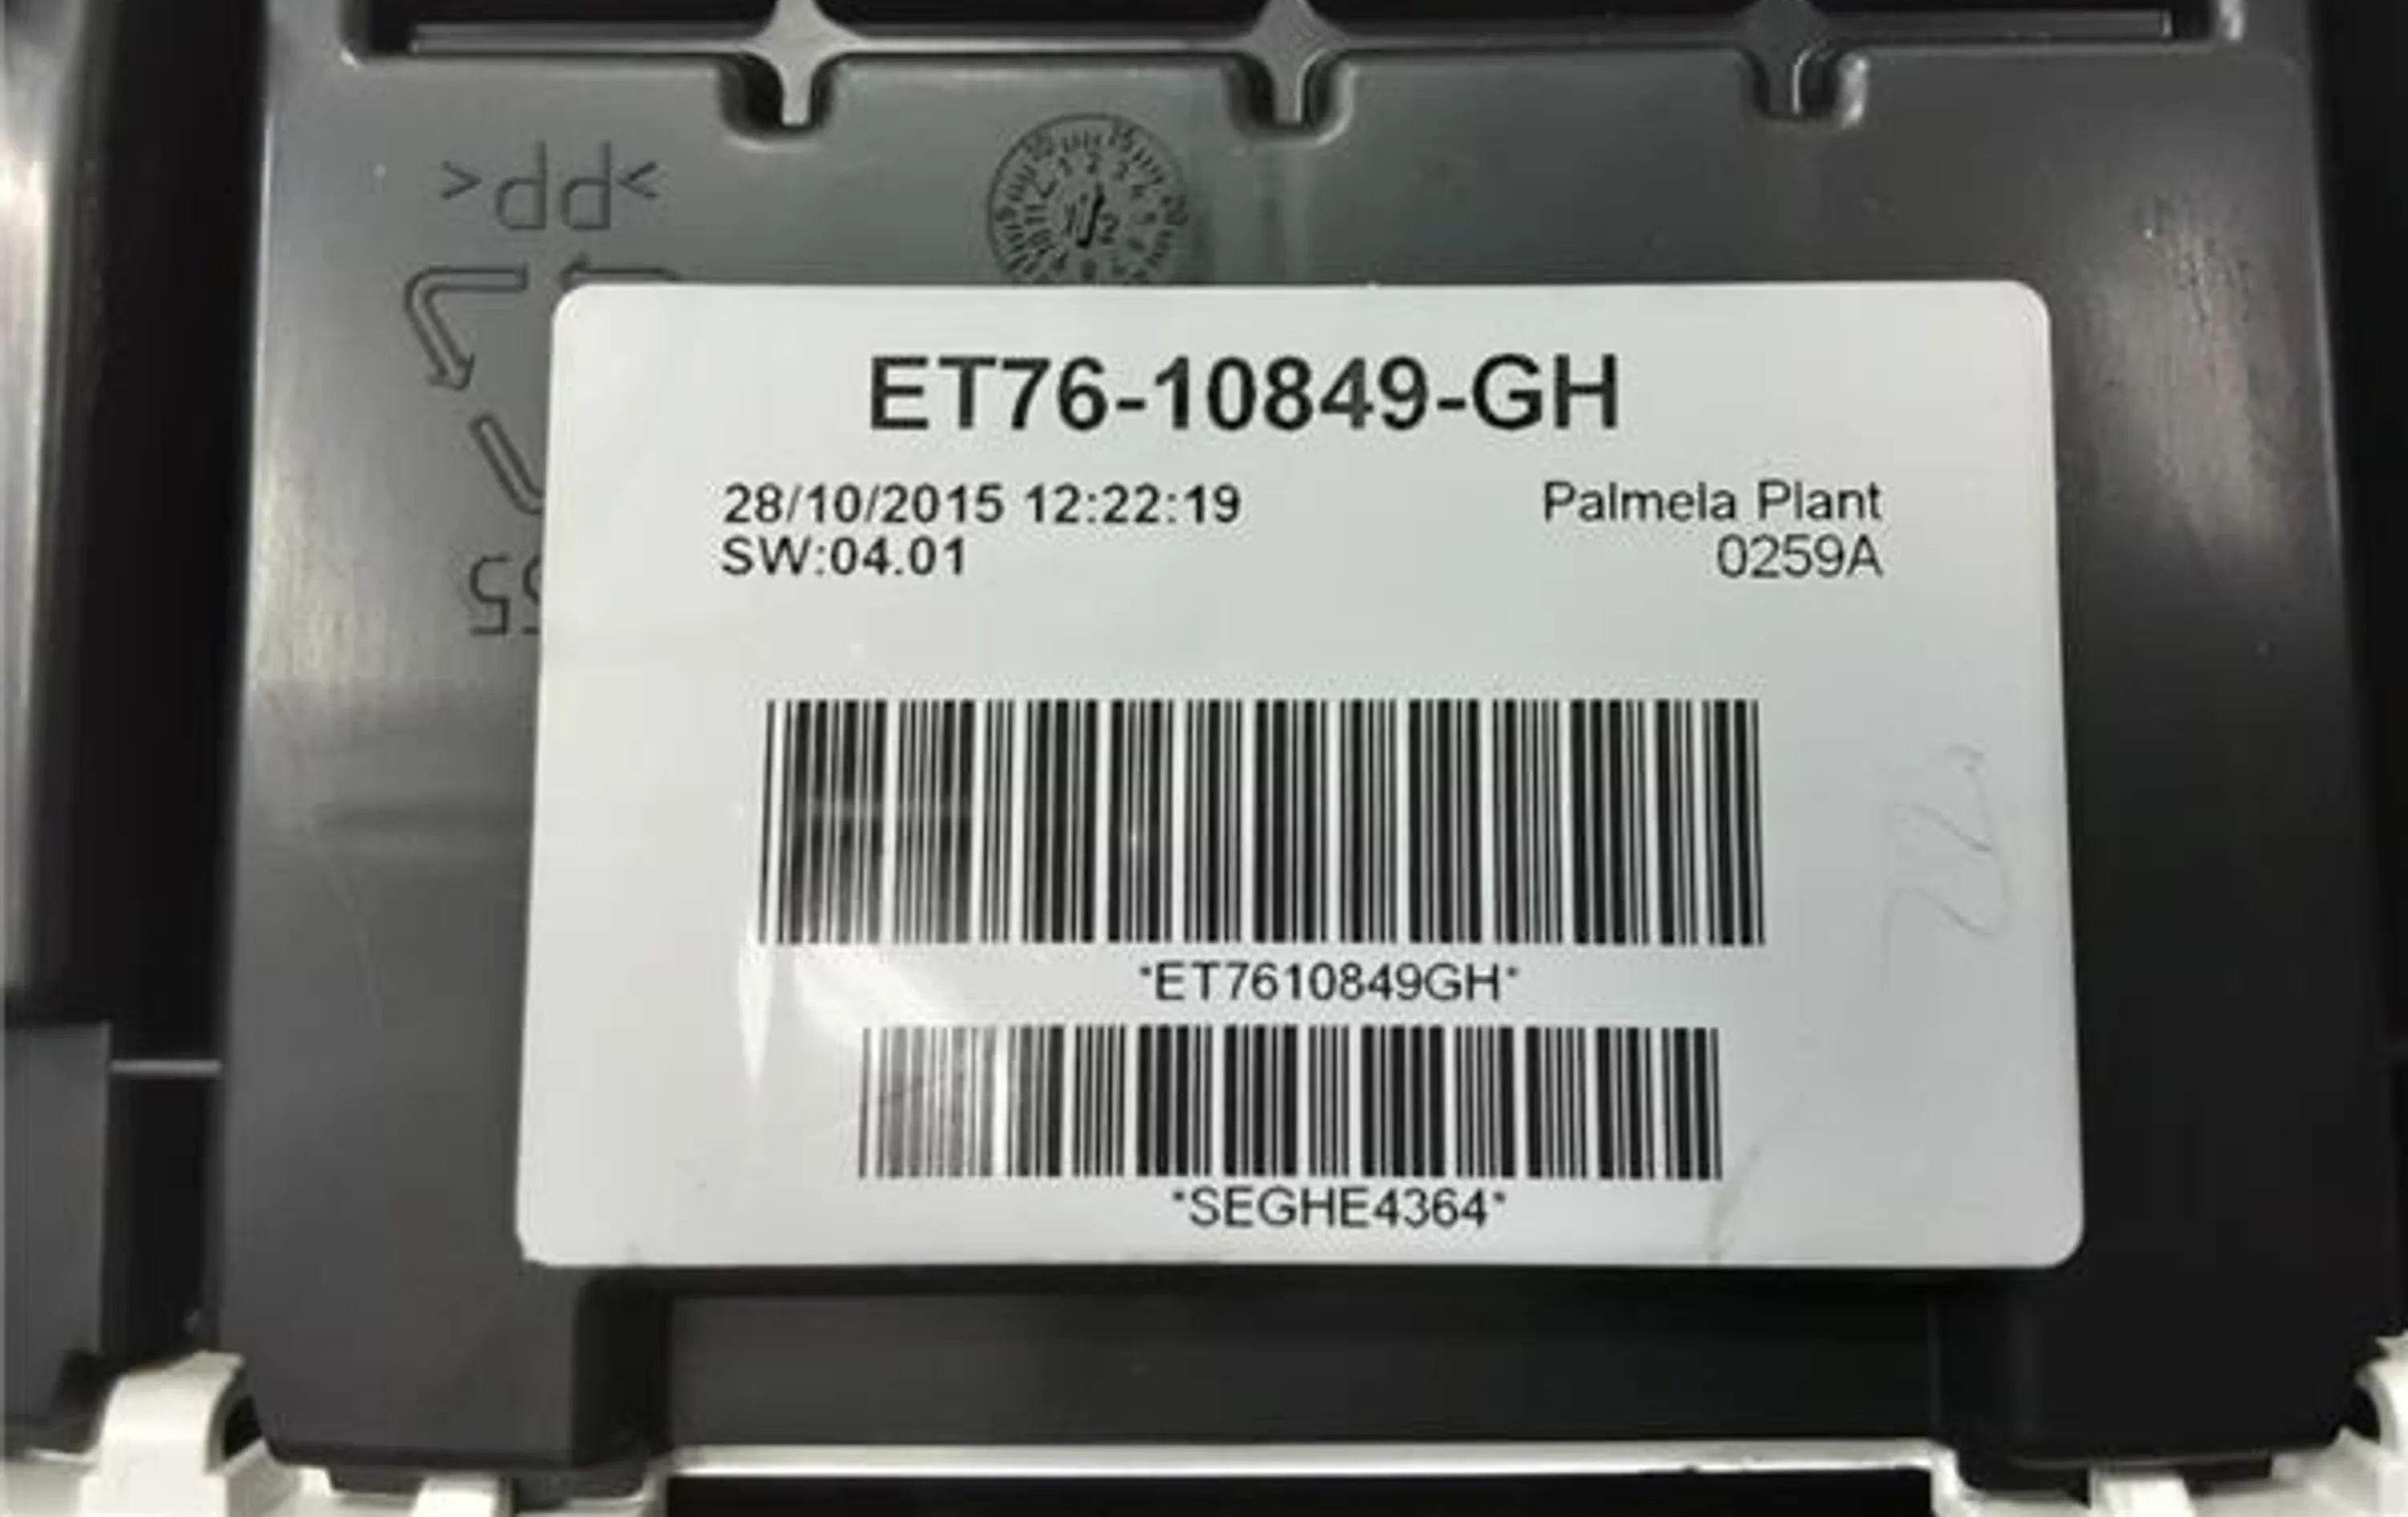 >PP<
ET76-10849-GH
28/10/2015 12:22:19
Palmela Plant
SW:04.01
0259A
*ET7610849GH*
*SEGHE4364*